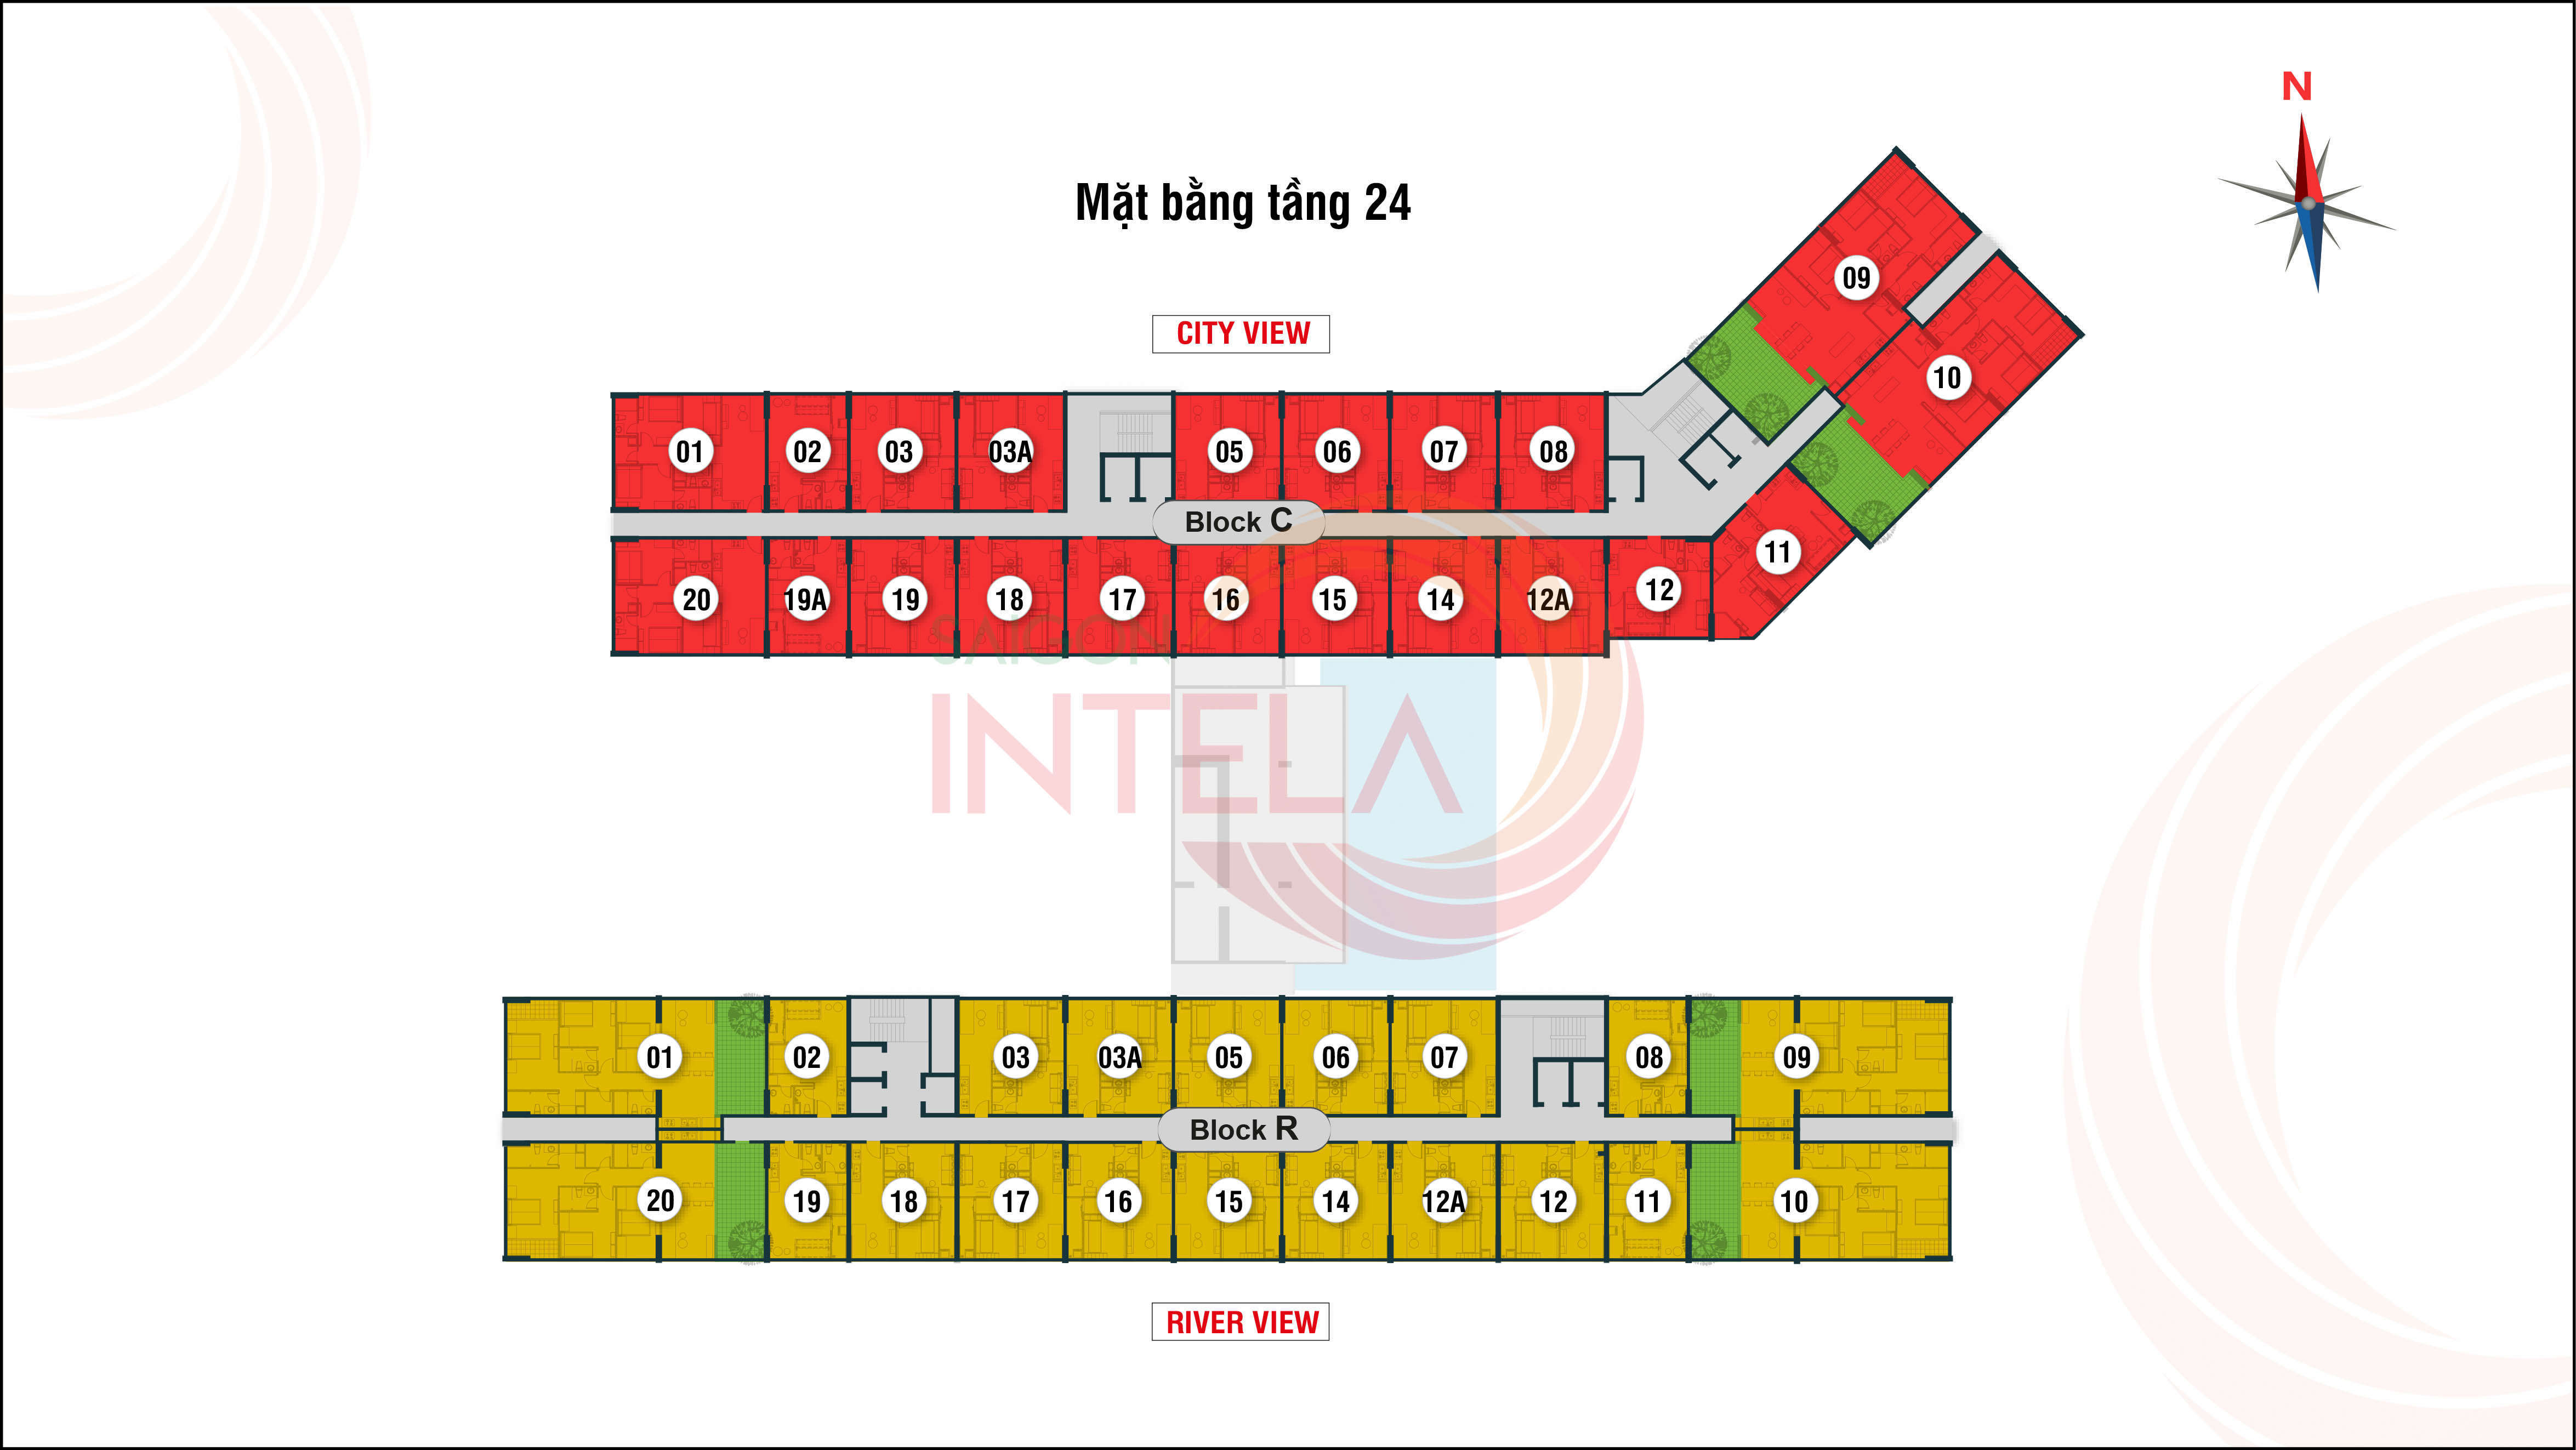 N
Mặt bằng tầng 24
CITY VIEW
09
10
01
02
03
03A
05
06
07
08
Block C
11
20
19A
19
18
17
16
15
14
12A
12
SAIGON
INTELA
01
02
03
03A
05
06
07
08
09
Block R
20
19
18
17
16
15
14
12A
12
11
10
RIVER VIEW